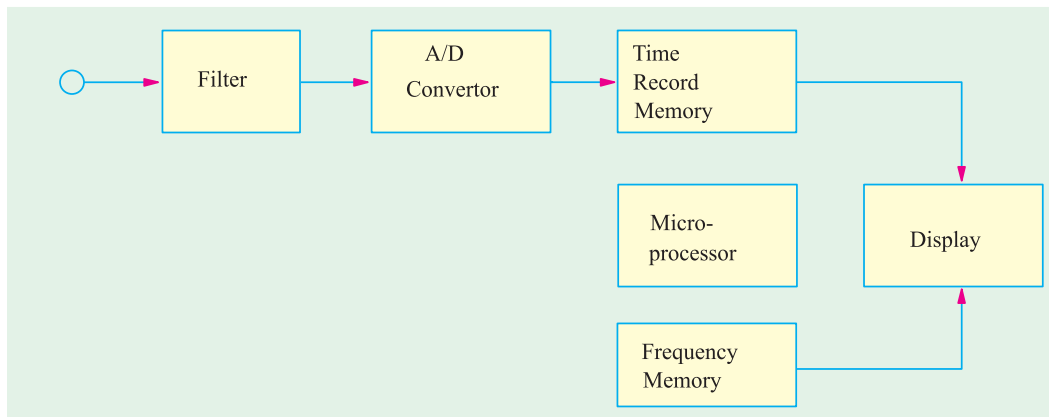 Filter
A/D
Convertor
Time
Record
Memory
Micro-
processor
Display
Frequency
Memory